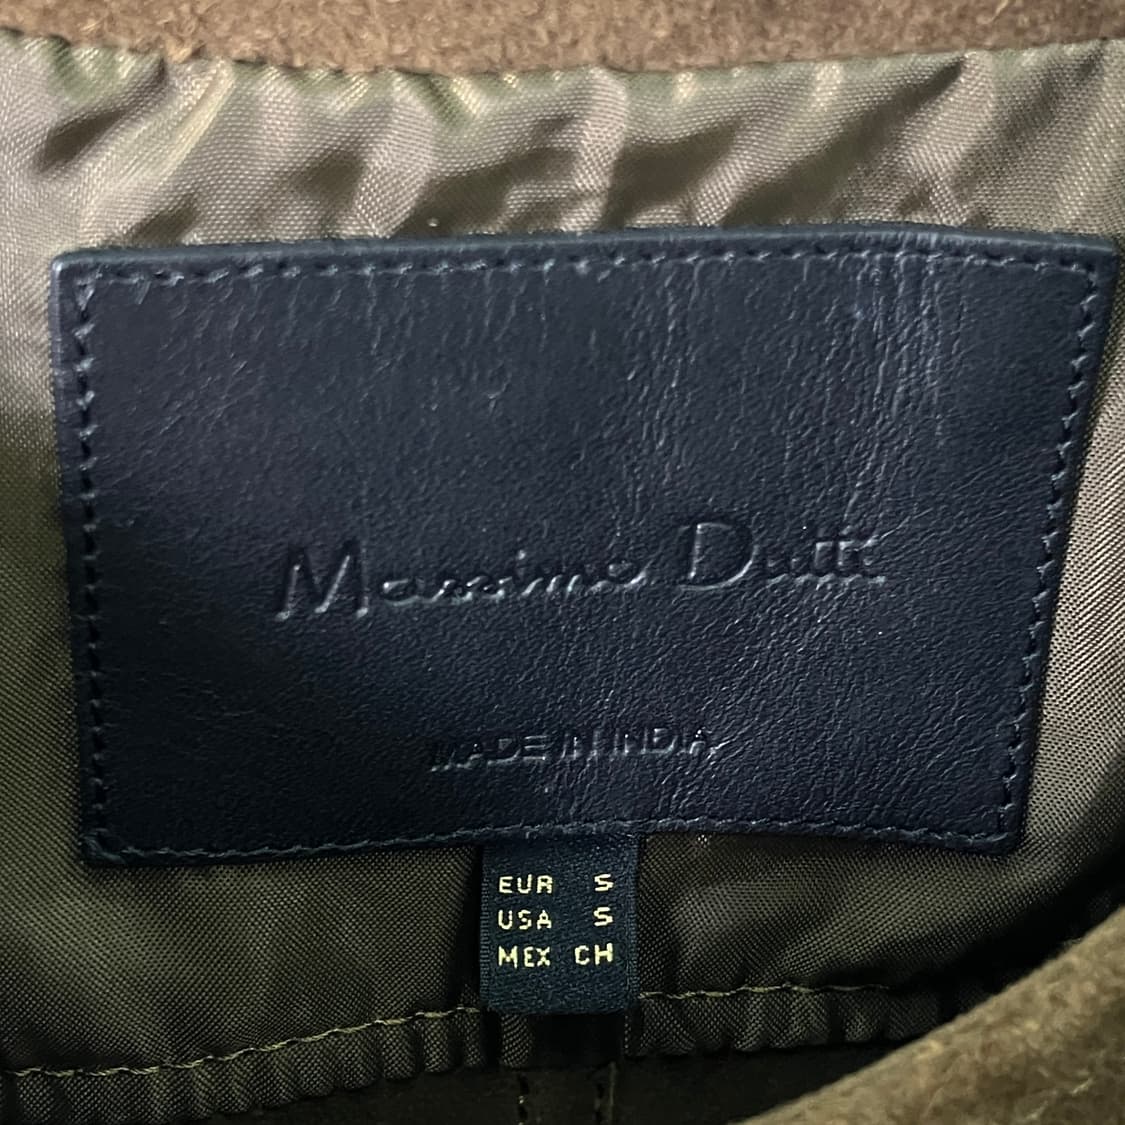 Massimo Dutti
MADE IN INDIA
EUR S
USA S
MEX CH